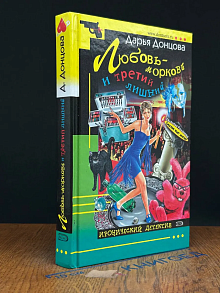 Дарья Донцова
Любовь-
морковь
и третий
лишний
ИРОНИЧЕСКИЙ ДЕТЕКТИВ
Д. Донцова
Любовь-морковь и третий лишний